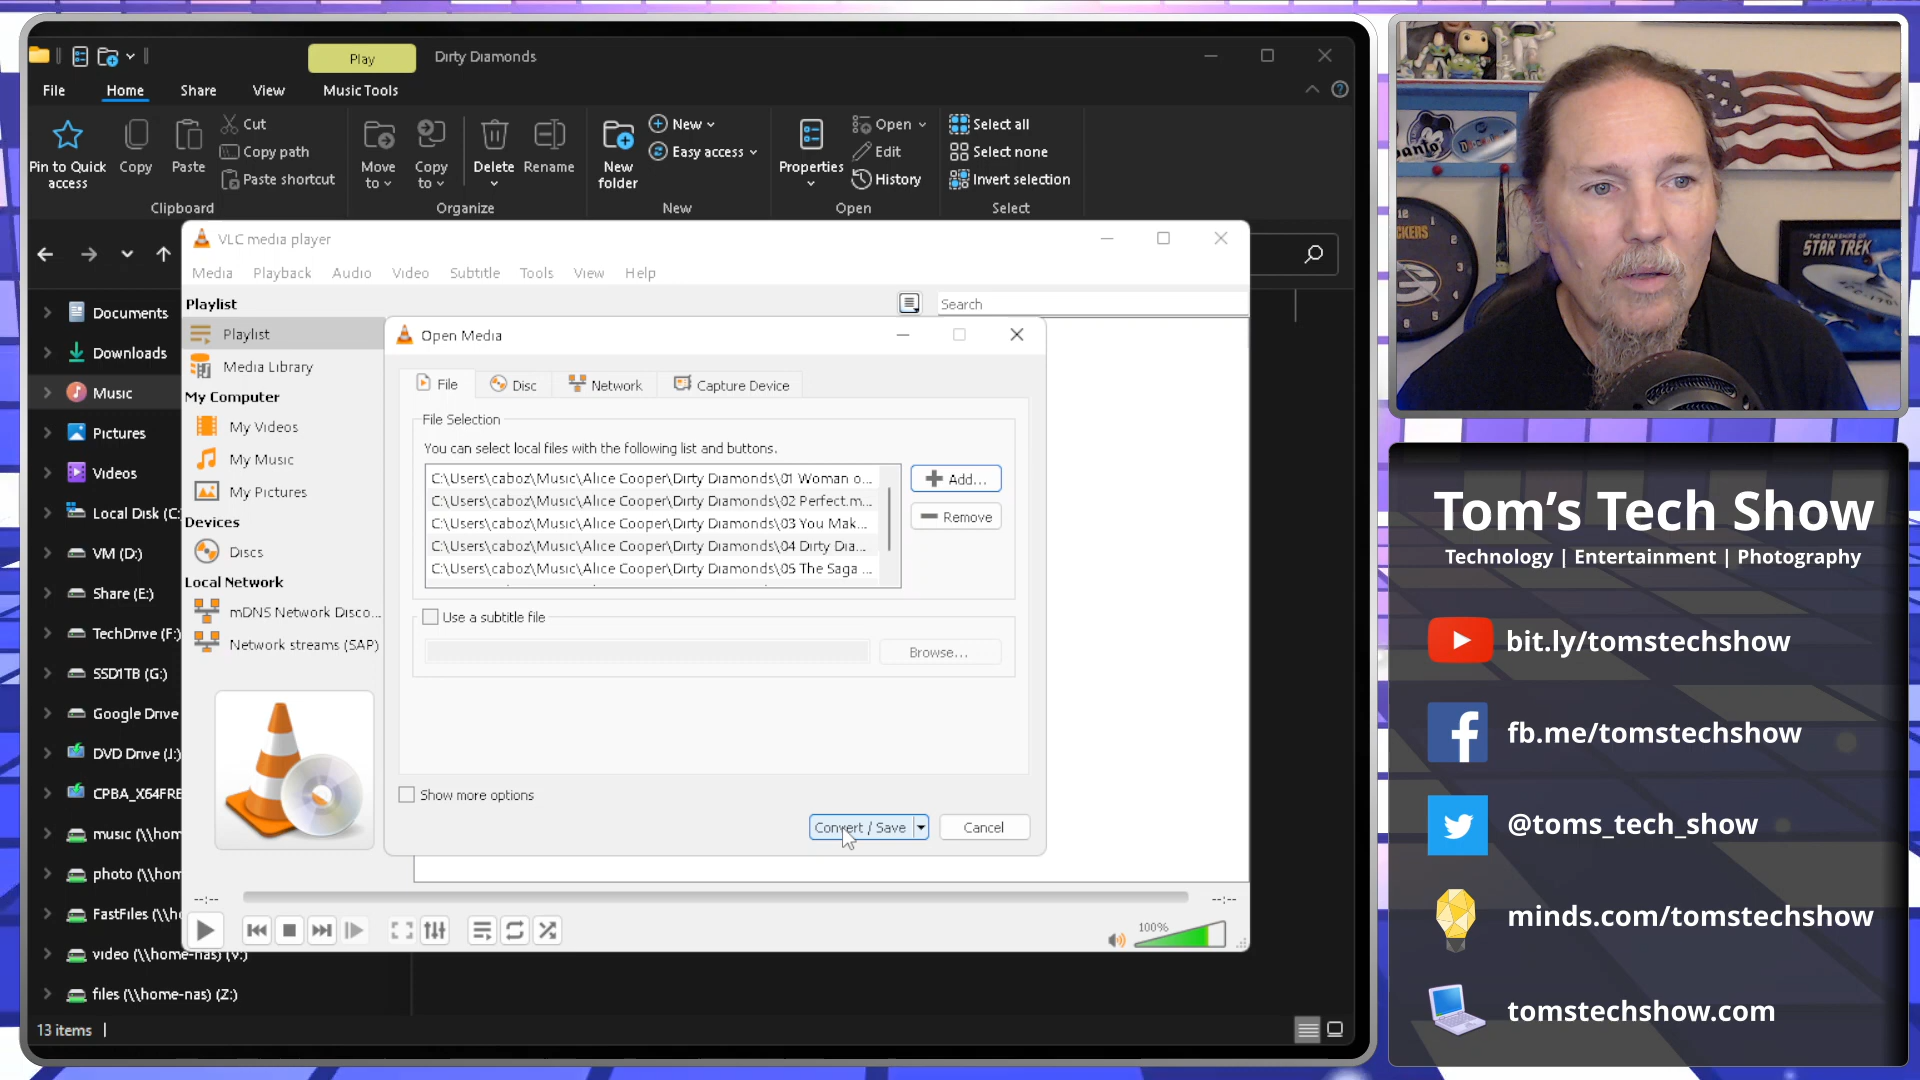 Play
Dirty Diamonds
File
Home
Share
View
Music Tools
Pin to Quick
access
Copy
Paste
Cut
Copy path
Paste shortcut
Clipboard
Move
to
Copy
to
Delete
Rename
Organize
New
folder
New
Easy access
New
Properties
Open
Edit
History
Open
Select all
Select none
Invert selection
Select
Documents
Downloads
Music
Pictures
Videos
Local Disk (C:
VM (D:)
Share (E:)
TechDrive (F:)
SSD1TB (G:)
Google Drive
DVD Drive (J:)
CPBA_X64FRE
music (\\hom
photo (\\hom
FastFiles (\\h
video (\\home-nas) (V:)
files (\\home-nas) (Z:)
13 items
VLC media player
Media Playback Audio Video Subtitle Tools View Help
Playlist
Search
Playlist
Media Library
My Computer
My Videos
My Music
My Pictures
Devices
Discs
Local Network
mDNS Network Disco...
Network streams (SAP)
Open Media
File
Disc
Network
Capture Device
File Selection
You can select local files with the following list and buttons.
C:\Users\caboz\Music\Alice Cooper\Dirty Diamonds\01 Woman o...
C:\Users\caboz\Music\Alice Cooper\Dirty Diamonds\02 Perfect.m...
C:\Users\caboz\Music\Alice Cooper\Dirty Diamonds\03 You Mak...
C:\Users\caboz\Music\Alice Cooper\Dirty Diamonds\04 Dirty Dia...
C:\Users\caboz\Music\Alice Cooper\Dirty Diamonds\05 The Saga ...
Add...
Remove
Use a subtitle file
Browse...
Show more options
Convert / Save
Cancel
--:--
--:--
100%
STAR TREK
Tom's Tech Show
Technology | Entertainment | Photography
bit.ly/tomstechshow
fb.me/tomstechshow
@toms_tech_show
minds.com/tomstechshow
tomstechshow.com